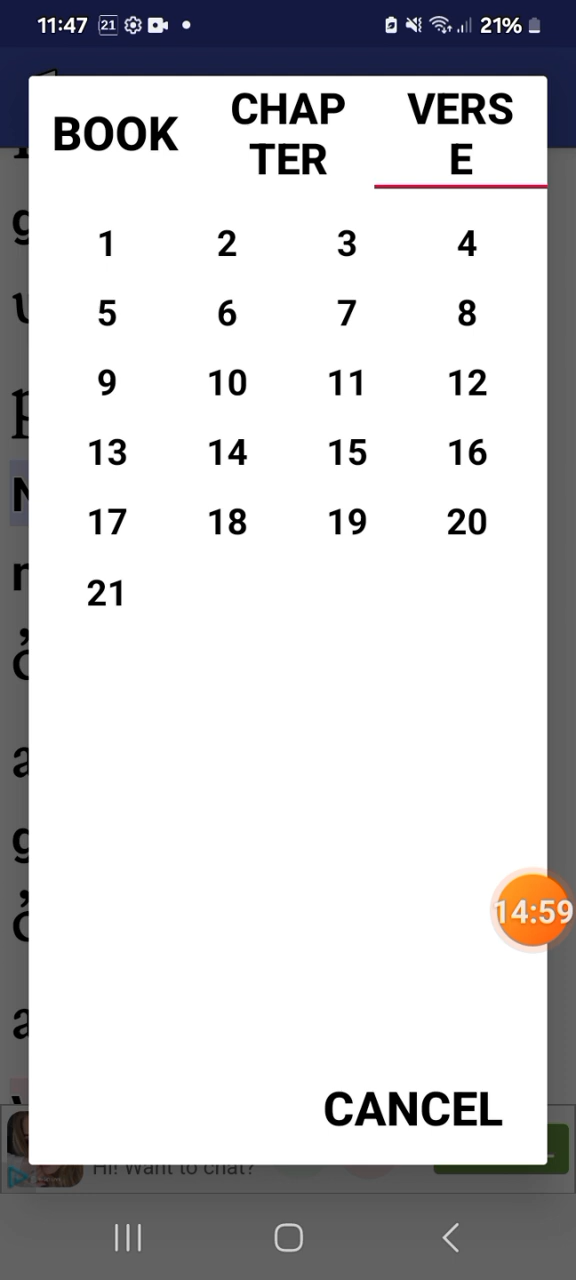 11:47 21 21%
BOOK CHAP TER VERS E
1 2 3 4
5 6 7 8
9 10 11 12
13 14 15 16
17 18 19 20
21
14:59
CANCEL
Hi! Want to chat?